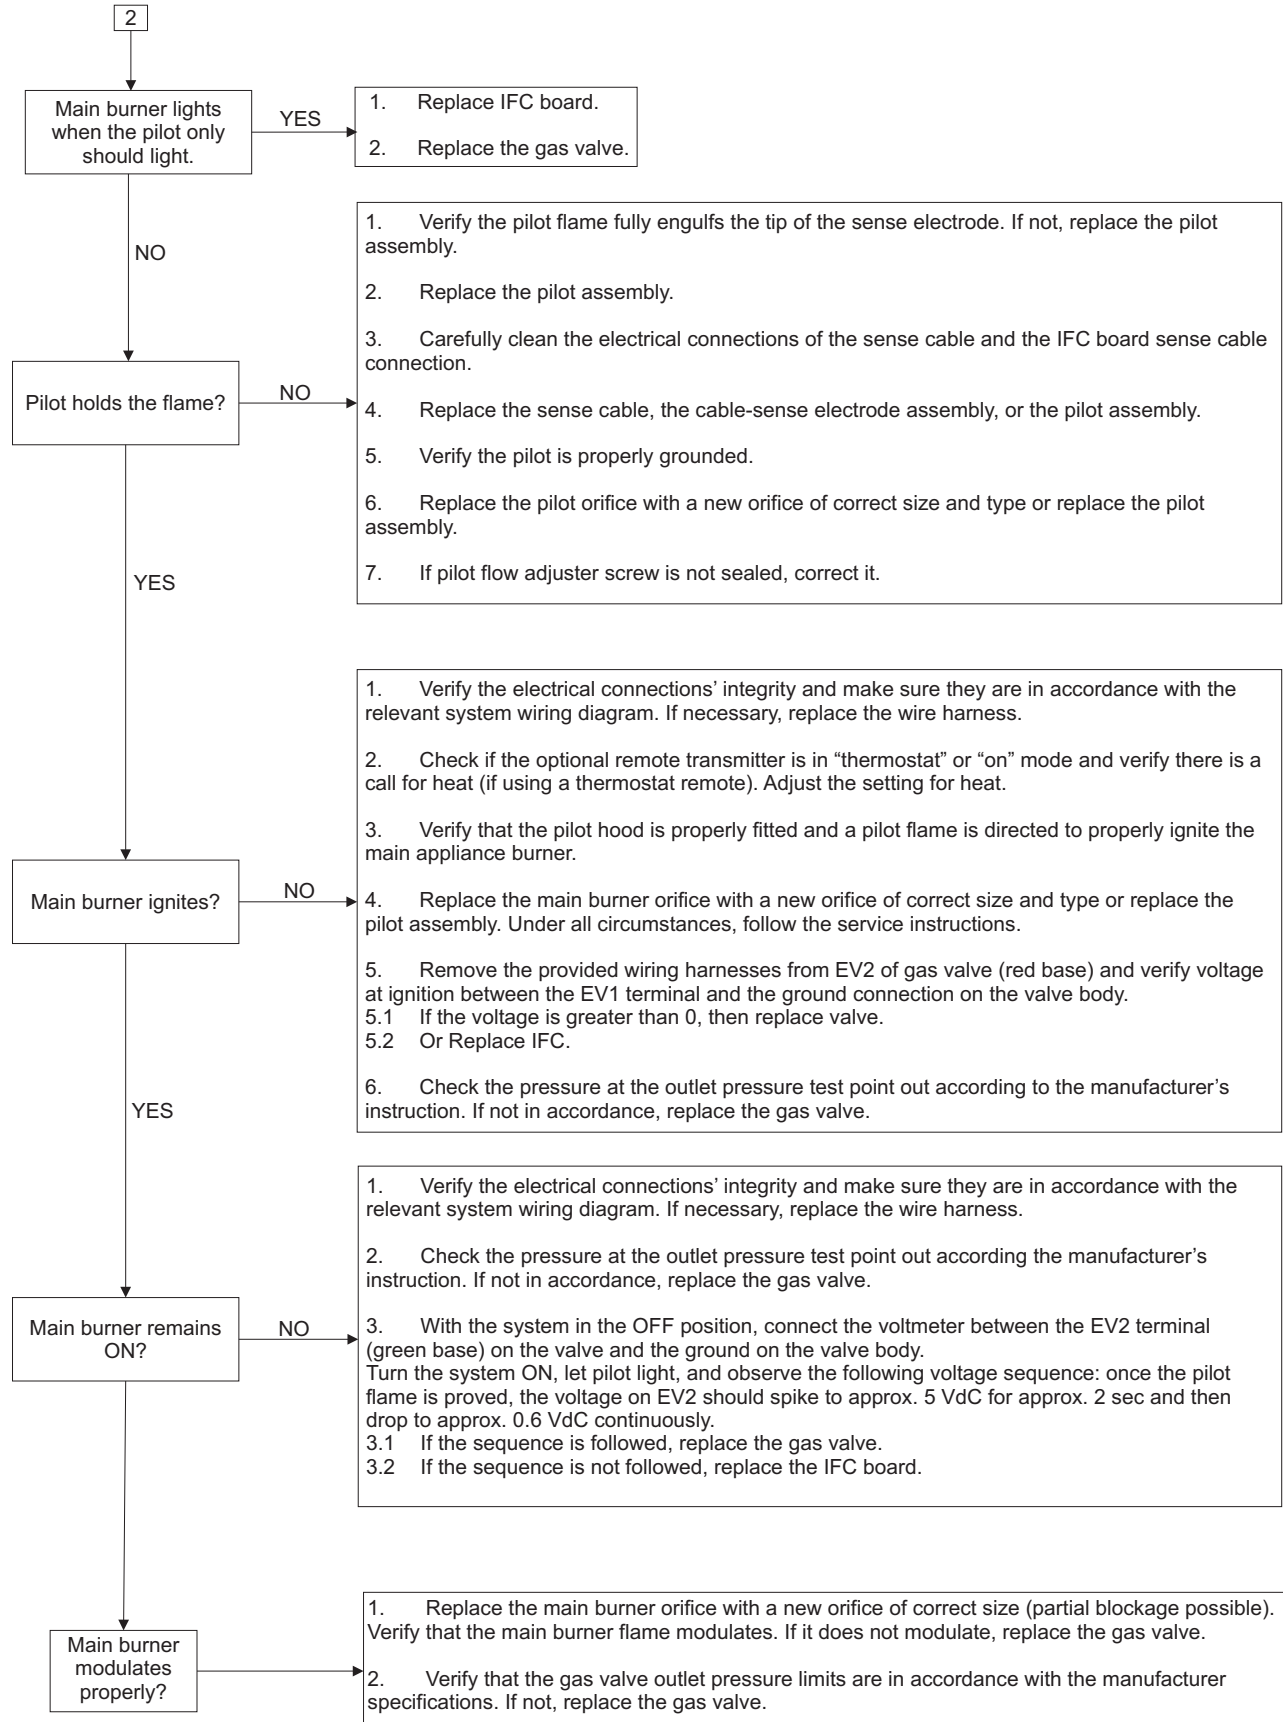 2
Main burner lights
when the pilot only
should light.
YES
1. Replace IFC board.
2. Replace the gas valve.
NO
1. Verify the pilot flame fully engulfs the tip of the sense electrode. If not, replace the pilot
assembly.
2. Replace the pilot assembly.
3. Carefully clean the electrical connections of the sense cable and the IFC board sense cable
connection.
4. Replace the sense cable, the cable-sense electrode assembly, or the pilot assembly.
5. Verify the pilot is properly grounded.
6. Replace the pilot orifice with a new orifice of correct size and type or replace the pilot
assembly.
7. If pilot flow adjuster screw is not sealed, correct it.
Pilot holds the flame?
NO
YES
1. Verify the electrical connections’ integrity and make sure they are in accordance with the
relevant system wiring diagram. If necessary, replace the wire harness.
2. Check if the optional remote transmitter is in “thermostat” or “on” mode and verify there is a
call for heat (if using a thermostat remote). Adjust the setting for heat.
3. Verify that the pilot hood is properly fitted and a pilot flame is directed to properly ignite the
main appliance burner.
4. Replace the main burner orifice with a new orifice of correct size and type or replace the
pilot assembly. Under all circumstances, follow the service instructions.
5. Remove the provided wiring harnesses from EV2 of gas valve (red base) and verify voltage
at ignition between the EV1 terminal and the ground connection on the valve body.
5.1 If the voltage is greater than 0, then replace valve.
5.2 Or Replace IFC.
6. Check the pressure at the outlet pressure test point out according to the manufacturer’s
instruction. If not in accordance, replace the gas valve.
Main burner ignites?
NO
YES
1. Verify the electrical connections’ integrity and make sure they are in accordance with the
relevant system wiring diagram. If necessary, replace the wire harness.
2. Check the pressure at the outlet pressure test point out according the manufacturer’s
instruction. If not in accordance, replace the gas valve.
3. With the system in the OFF position, connect the voltmeter between the EV2 terminal
(green base) on the valve and the ground on the valve body.
Turn the system ON, let pilot light, and observe the following voltage sequence: once the pilot
flame is proved, the voltage on EV2 should spike to approx. 5 VdC for approx. 2 sec and then
drop to approx. 0.6 VdC continuously.
3.1 If the sequence is followed, replace the gas valve.
3.2 If the sequence is not followed, replace the IFC board.
Main burner remains
ON?
NO
1. Replace the main burner orifice with a new orifice of correct size (partial blockage possible).
Verify that the main burner flame modulates. If it does not modulate, replace the gas valve.
2. Verify that the gas valve outlet pressure limits are in accordance with the manufacturer
specifications. If not, replace the gas valve.
Main burner
modulates
properly?